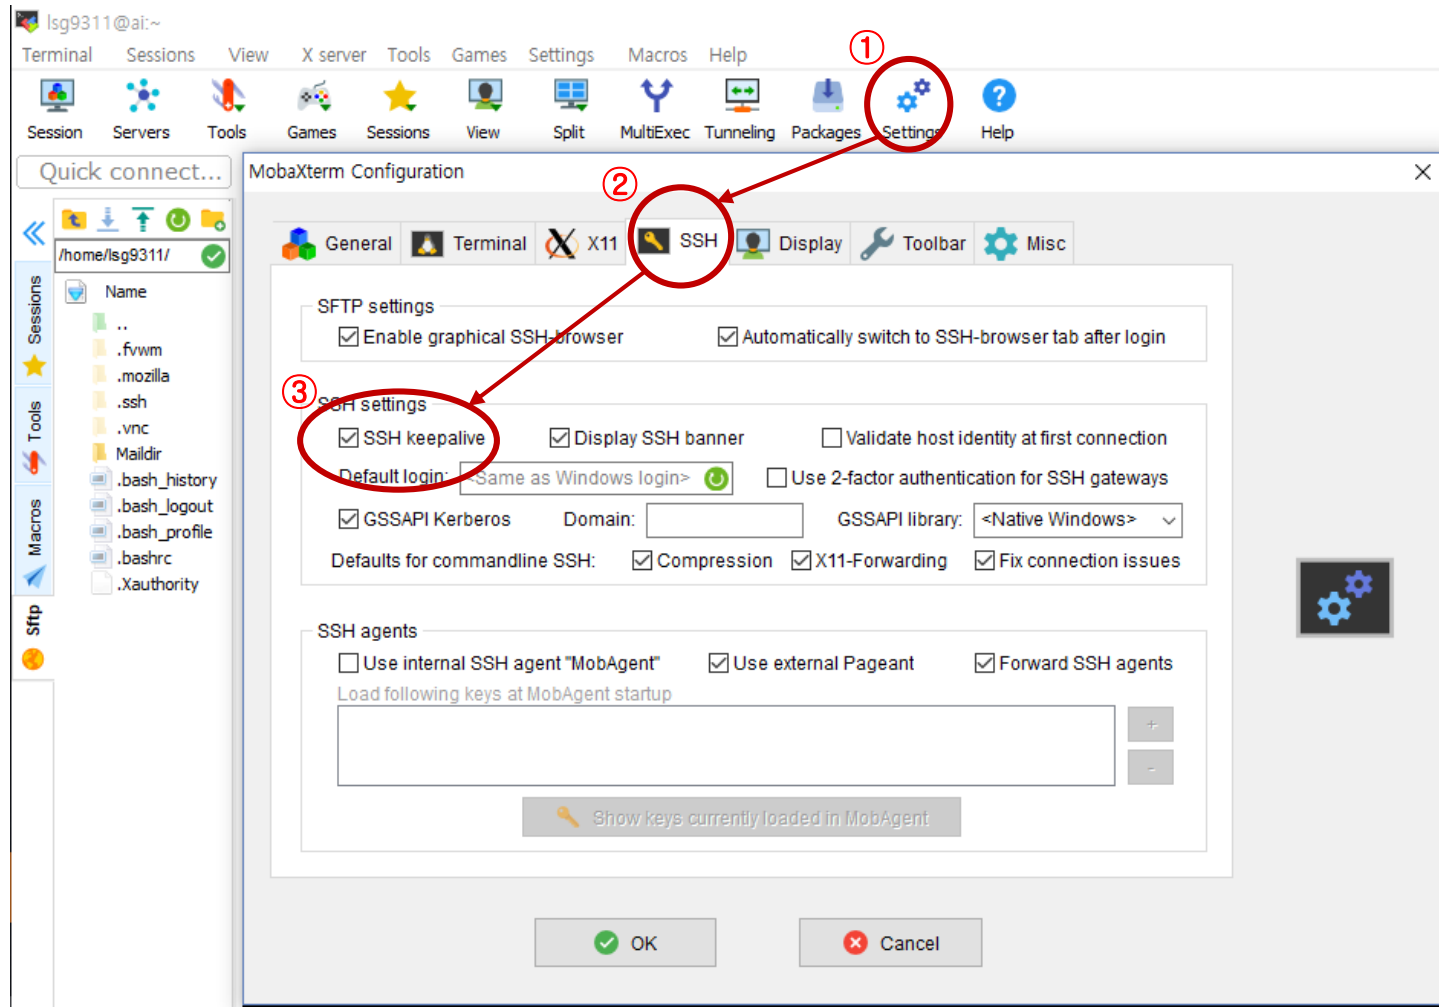 lsg9311@ai:~
Terminal Sessions View X server Tools Games Settings Macros Help
①
Session Servers Tools Games Sessions View Split MultiExec Tunneling Packages Settings Help
Quick connect...
MobaXterm Configuration
②
/home/lsg9311/
General Terminal X11 SSH Display Toolbar Misc
Sessions
Tools
Macros
Sftp
Name
..
.fvwm
.mozilla
.ssh
.vnc
Maildir
.bash_history
.bash_logout
.bash_profile
.bashrc
.Xauthority
SFTP settings
Enable graphical SSH-browser Automatically switch to SSH-browser tab after login
③
SSH settings
SSH keepalive Display SSH banner Validate host identity at first connection
Default login: <Same as Windows login> Use 2-factor authentication for SSH gateways
GSSAPI Kerberos Domain: GSSAPI library: <Native Windows>
Defaults for commandline SSH: Compression X11-Forwarding Fix connection issues
SSH agents
Use internal SSH agent "MobAgent" Use external Pageant Forward SSH agents
Load following keys at MobAgent startup
+
-
Show keys currently loaded in MobAgent
OK Cancel